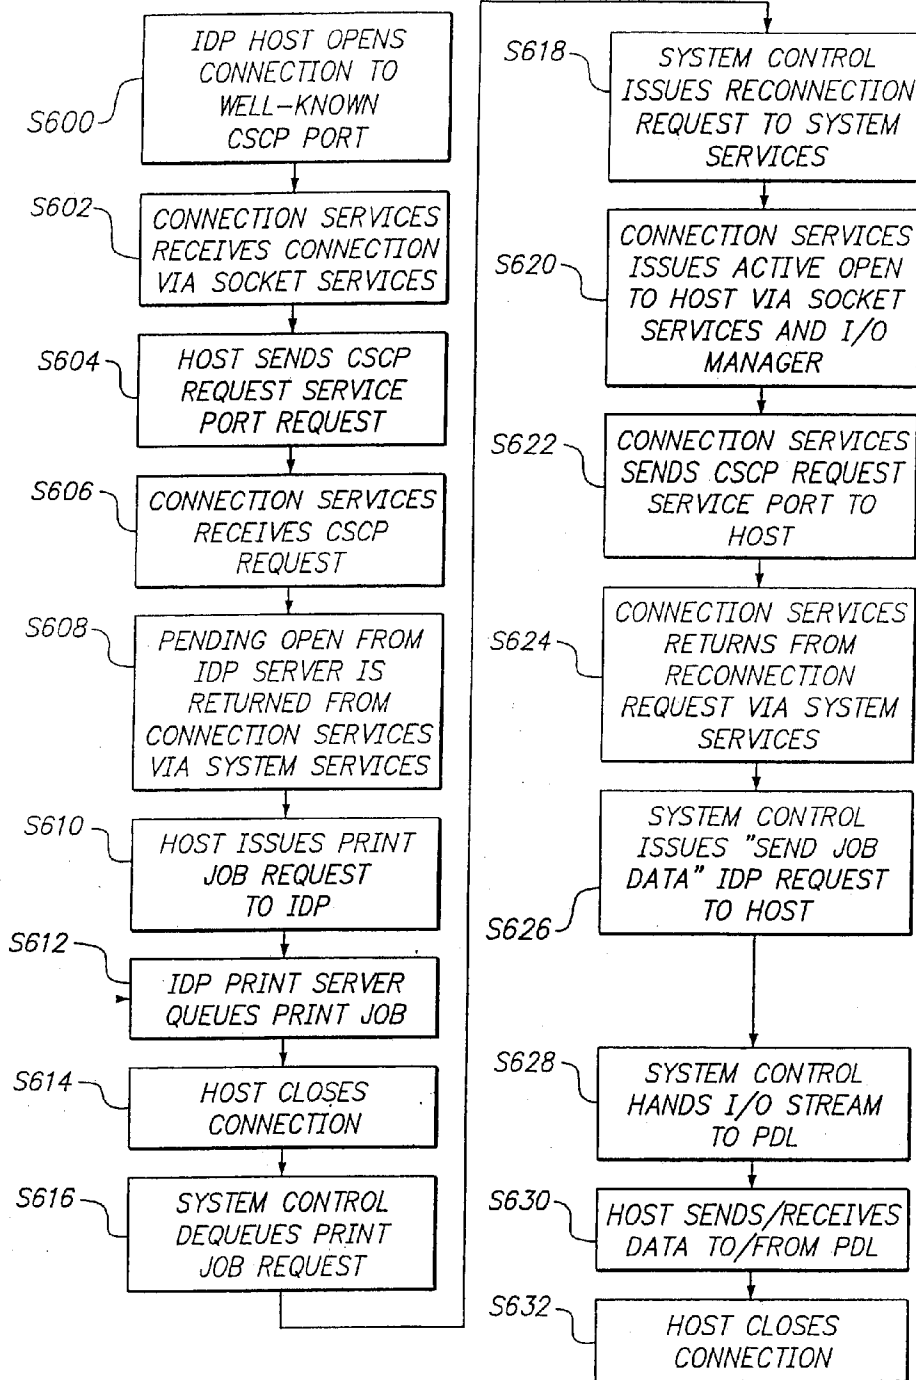 S600
IDP HOST OPENS
CONNECTION TO
WELL-KNOWN
CSCP PORT
S602
CONNECTION SERVICES
RECEIVES CONNECTION
VIA SOCKET SERVICES
S604
HOST SENDS CSCP
REQUEST SERVICE
PORT REQUEST
S606
CONNECTION SERVICES
RECEIVES CSCP
REQUEST
S608
PENDING OPEN FROM
IDP SERVER IS
RETURNED FROM
CONNECTION SERVICES
VIA SYSTEM SERVICES
S610
HOST ISSUES PRINT
JOB REQUEST
TO IDP
S612
IDP PRINT SERVER
QUEUES PRINT JOB
S614
HOST CLOSES
CONNECTION
S616
SYSTEM CONTROL
DEQUEUES PRINT
JOB REQUEST
S618
SYSTEM CONTROL
ISSUES RECONNECTION
REQUEST TO SYSTEM
SERVICES
S620
CONNECTION SERVICES
ISSUES ACTIVE OPEN
TO HOST VIA SOCKET
SERVICES AND I/O
MANAGER
S622
CONNECTION SERVICES
SENDS CSCP REQUEST
SERVICE PORT TO
HOST
S624
CONNECTION SERVICES
RETURNS FROM
RECONNECTION
REQUEST VIA SYSTEM
SERVICES
S626
SYSTEM CONTROL
ISSUES "SEND JOB
DATA" IDP REQUEST
TO HOST
S628
SYSTEM CONTROL
HANDS I/O STREAM
TO PDL
S630
HOST SENDS/RECEIVES
DATA TO/FROM PDL
S632
HOST CLOSES
CONNECTION